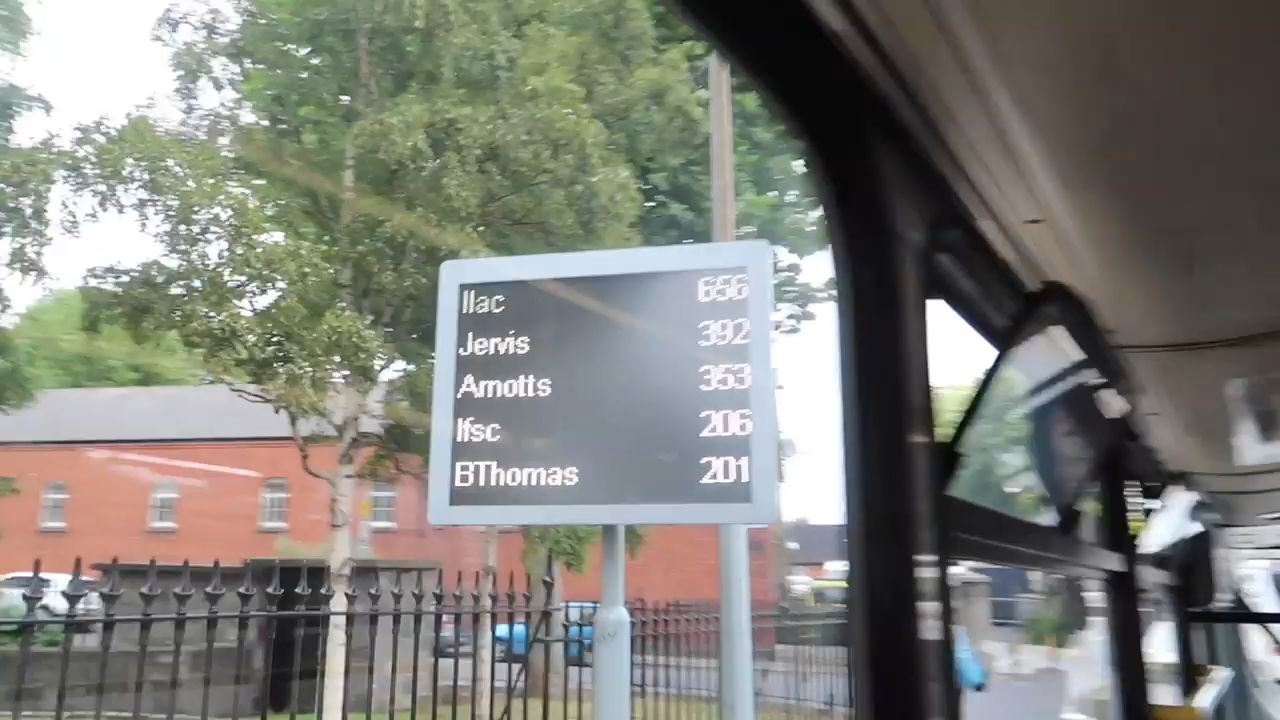 Ilac 656
Jervis 392
Arnotts 353
Ifsc 206
BThomas 201